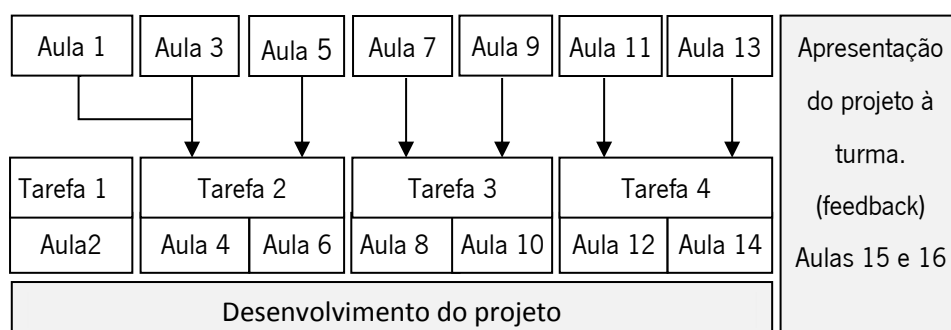 Aula 1
Aula 3
Aula 5
Aula 7
Aula 9
Aula 11
Aula 13
Tarefa 1
Tarefa 2
Tarefa 3
Tarefa 4
Aula2
Aula 4
Aula 6
Aula 8
Aula 10
Aula 12
Aula 14
Desenvolvimento do projeto
Apresentação
do projeto à
turma.
(feedback)
Aulas 15 e 16